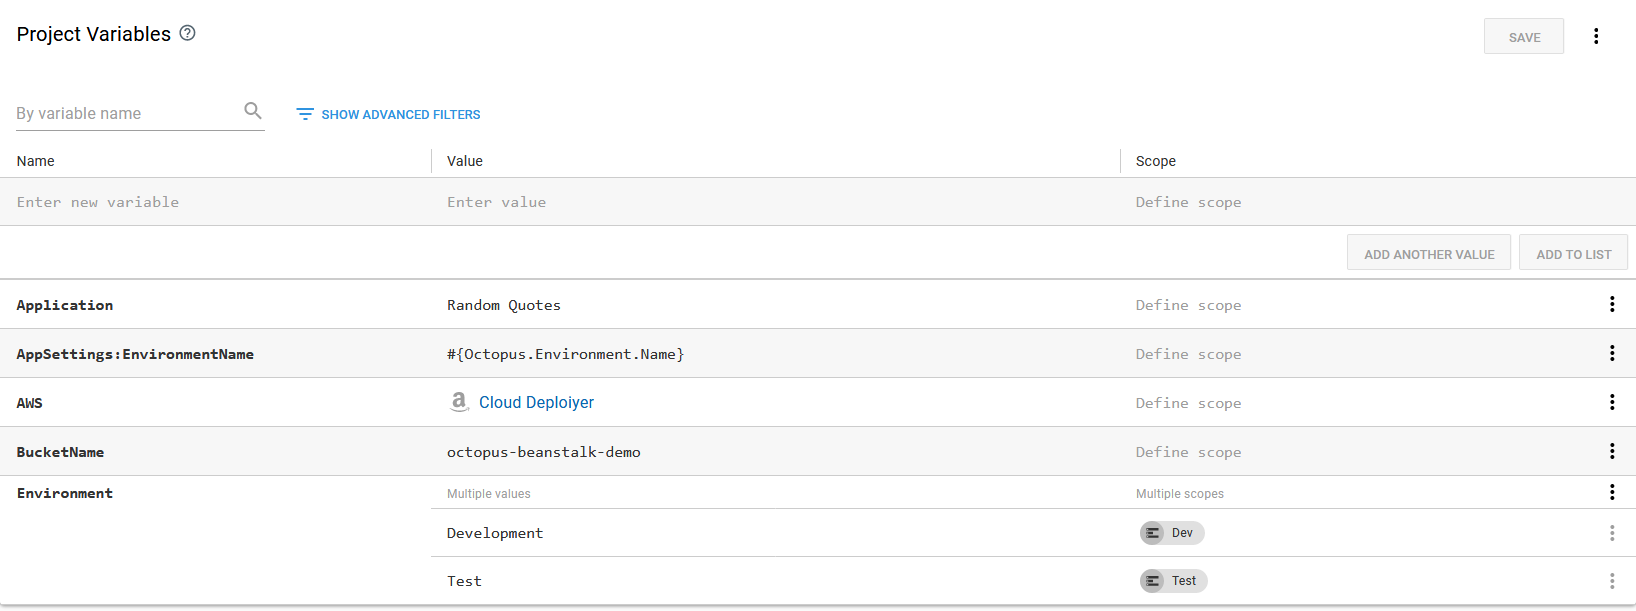 Project Variables
SAVE
By variable name
SHOW ADVANCED FILTERS
Name Value Scope
Enter new variable Enter value Define scope
ADD ANOTHER VALUE ADD TO LIST
Application Random Quotes Define scope
AppSettings:EnvironmentName #{Octopus.Environment.Name} Define scope
AWS Cloud Deploiyer Define scope
BucketName octopus-beanstalk-demo Define scope
Environment Multiple values Multiple scopes
Development Dev
Test Test